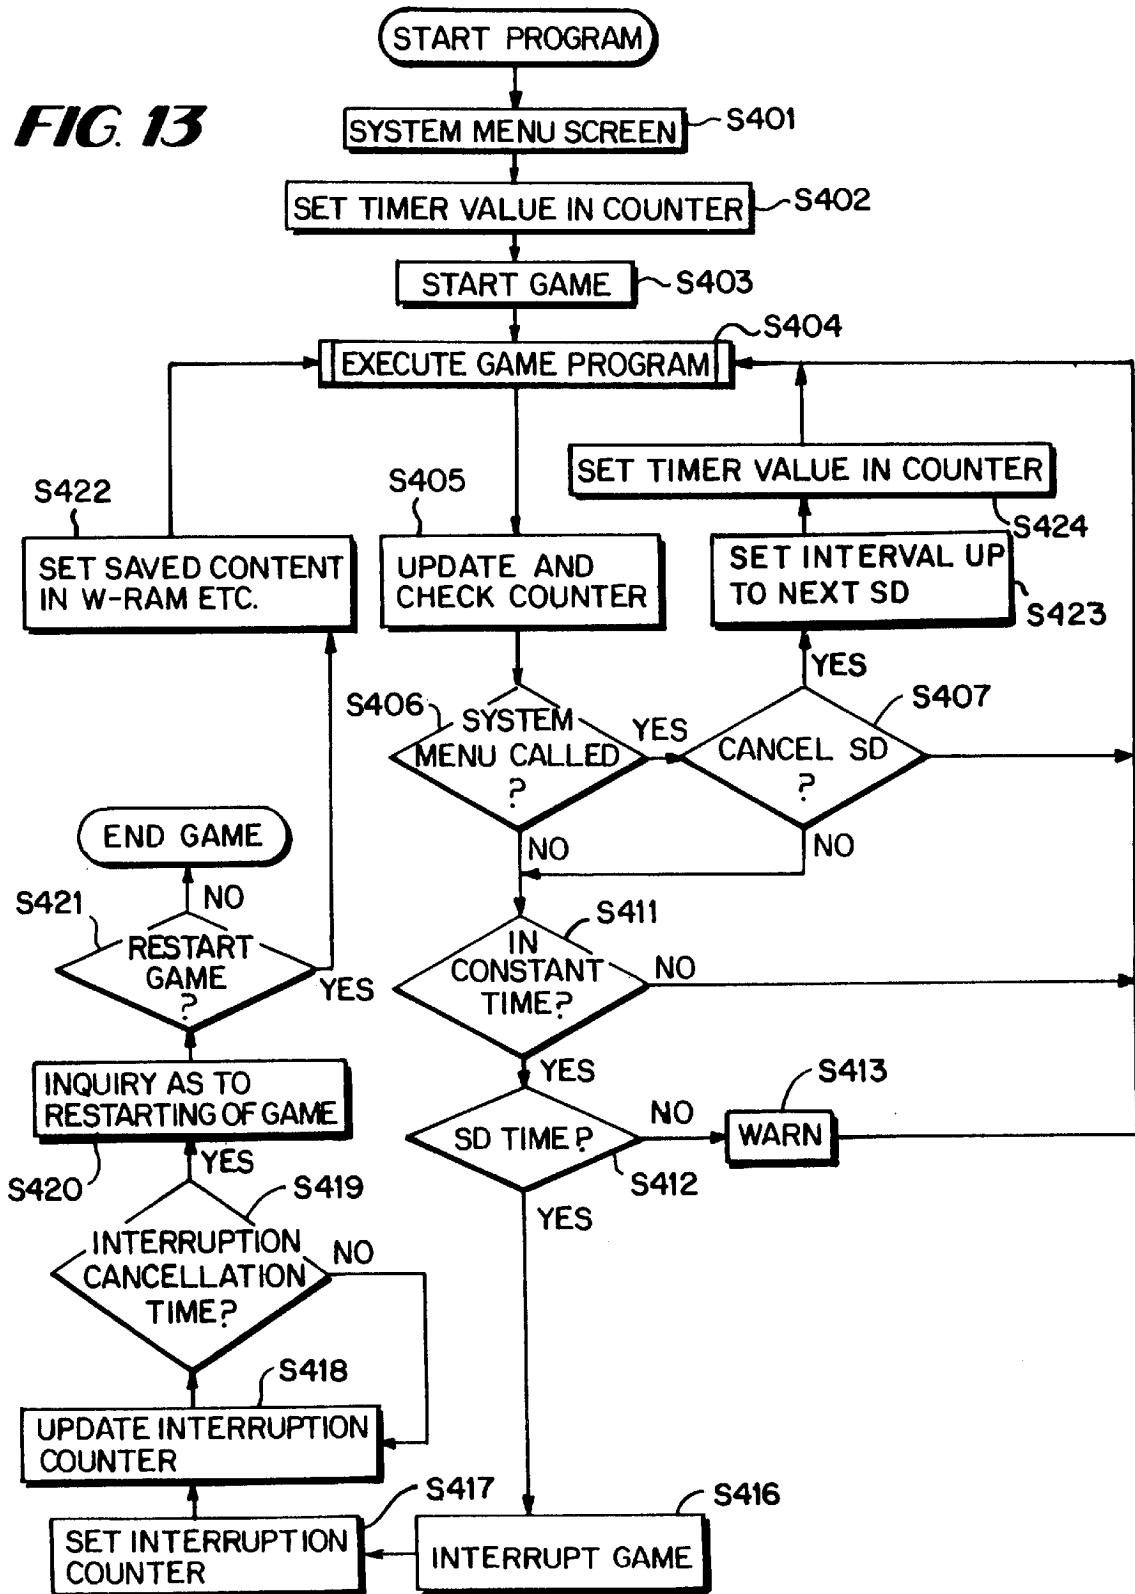 START PROGRAM
FIG. 13
SYSTEM MENU SCREEN
S401
SET TIMER VALUE IN COUNTER
S402
START GAME
S403
S404
EXECUTE GAME PROGRAM
S422
SET SAVED CONTENT
IN W-RAM ETC.
S405
UPDATE AND
CHECK COUNTER
SET TIMER VALUE IN COUNTER
S424
SET INTERVAL UP
TO NEXT SD
S423
YES
S406
SYSTEM
MENU CALLED
?
YES
S407
CANCEL SD
?
NO
NO
END GAME
NO
S421
RESTART
GAME
?
YES
S411
IN
CONSTANT
TIME?
NO
YES
INQUIRY AS TO
RESTARTING OF GAME
S420
YES
SD TIME?
S412
NO
S413
WARN
YES
S419
INTERRUPTION
CANCELLATION
TIME?
NO
S418
UPDATE INTERRUPTION
COUNTER
S417
SET INTERRUPTION
COUNTER
S416
INTERRUPT GAME